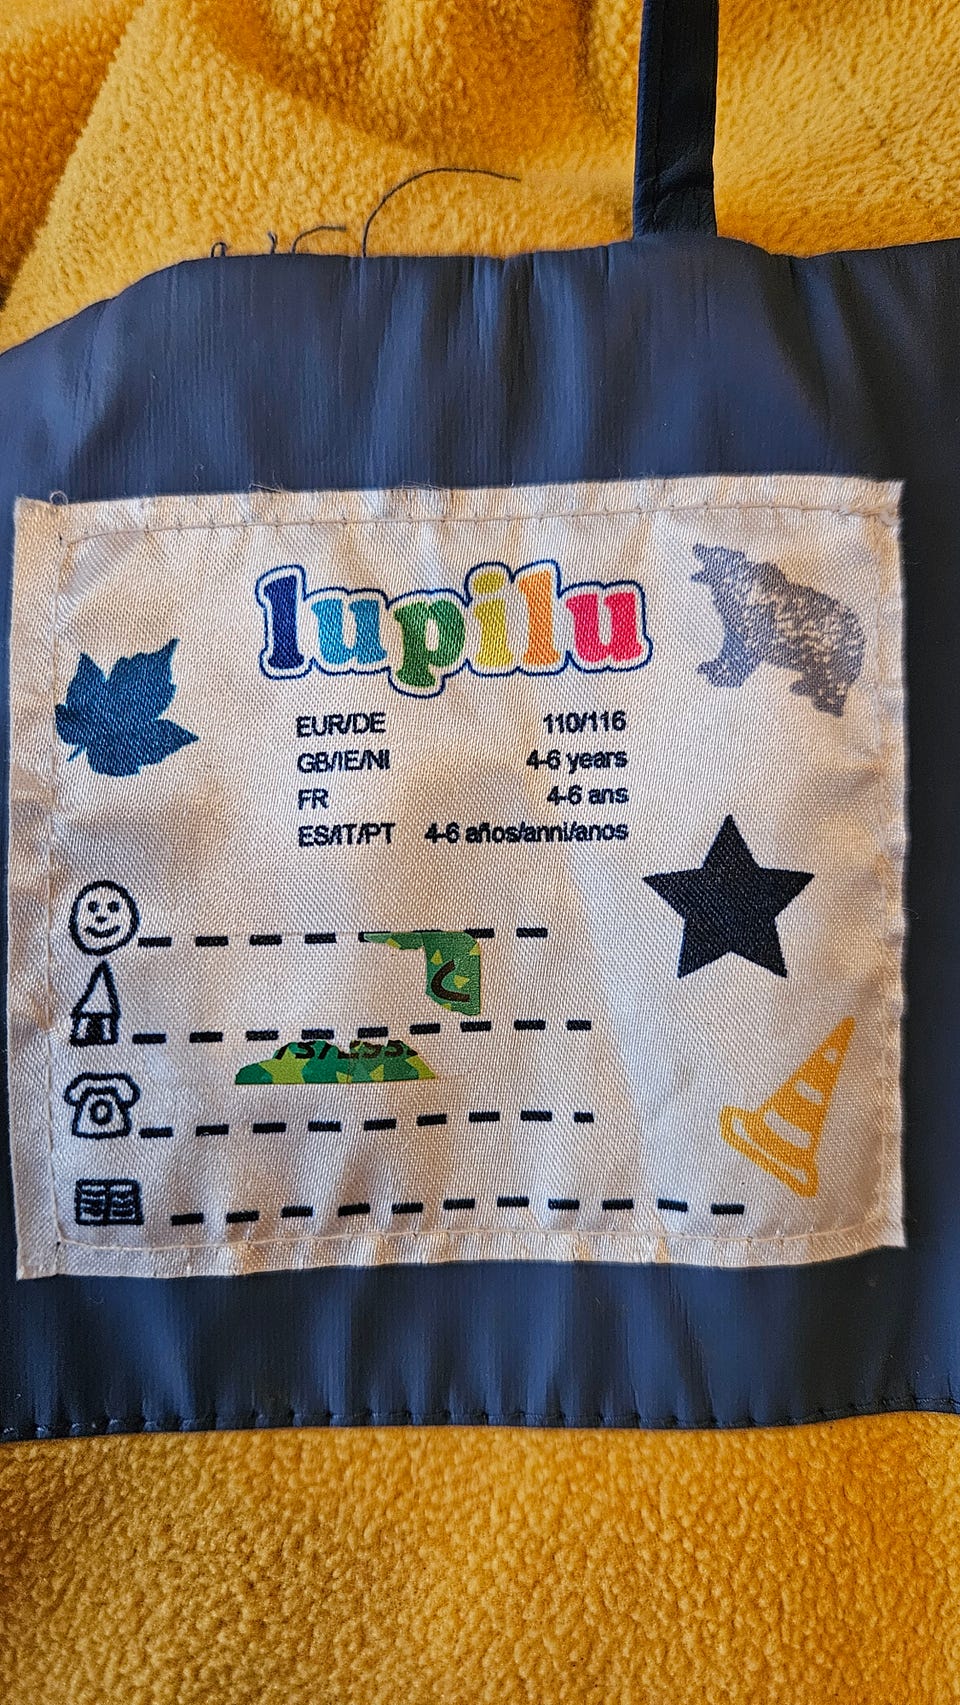 lupilu
EUR/DE 110/116
GB/IE/NI 4-6 years
FR 4-6 ans
ES/IT/PT 4-6 años/anni/anos